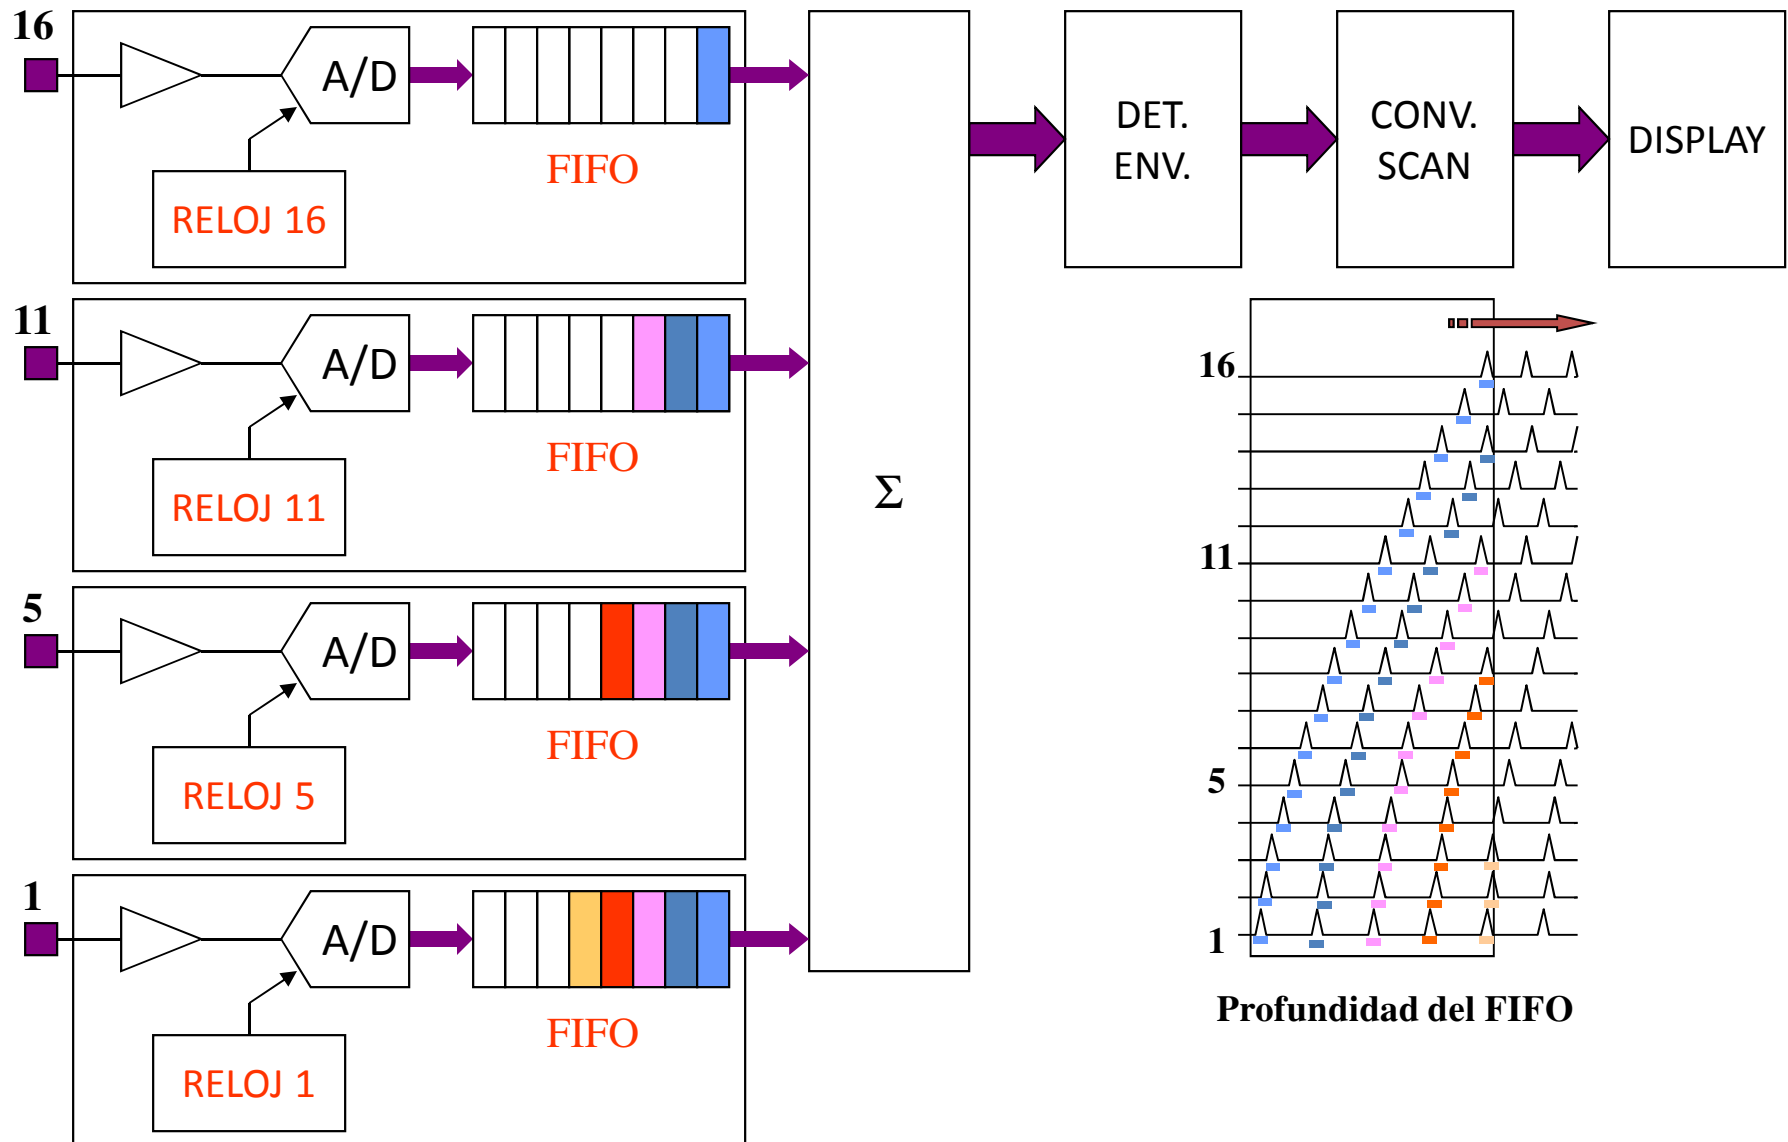 16
A/D
FIFO
RELOJ 16
11
A/D
FIFO
RELOJ 11
5
A/D
FIFO
RELOJ 5
1
A/D
FIFO
RELOJ 1
Σ
DET.
ENV.
CONV.
SCAN
DISPLAY
16
11
5
1
Profundidad del FIFO